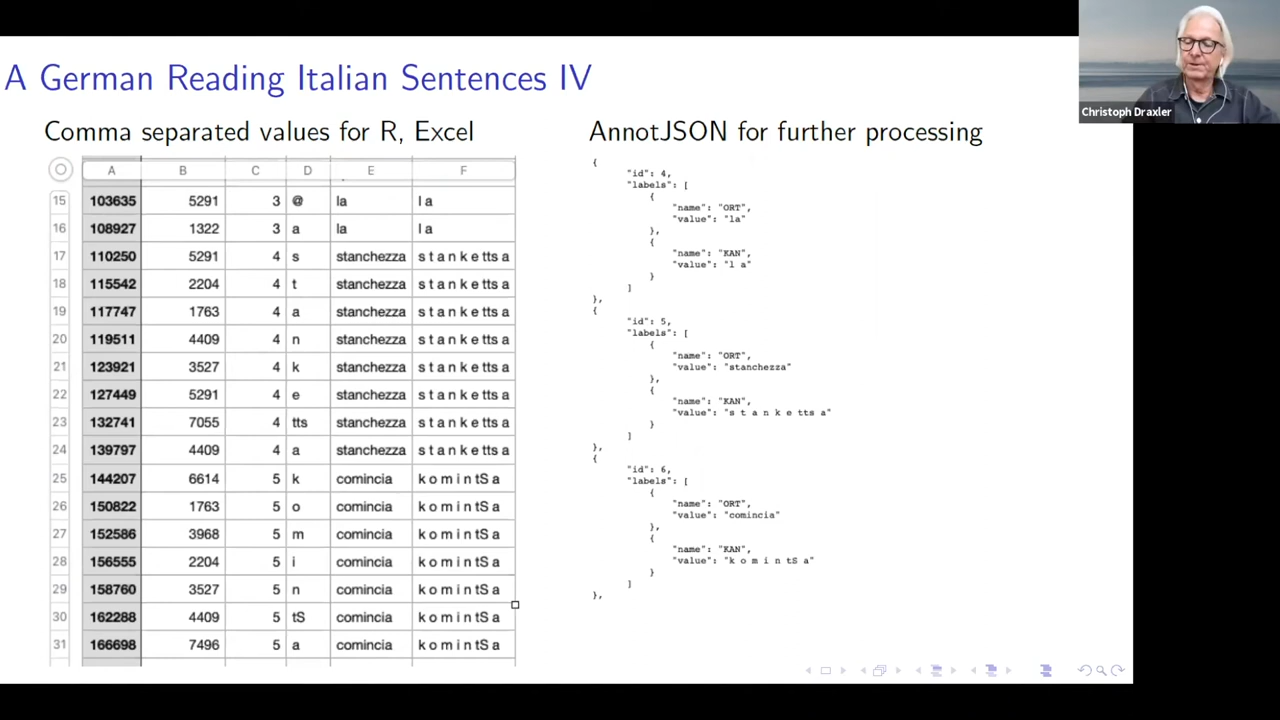 A German Reading Italian Sentences IV
Christoph Draxler
Comma separated values for R, Excel
A B C D E F
15 103635 5291 3 @ la l a
16 108927 1322 3 a la l a
17 110250 5291 4 s stanchezza s t a n k e tts a
18 115542 2204 4 t stanchezza s t a n k e tts a
19 117747 1763 4 a stanchezza s t a n k e tts a
20 119511 4409 4 n stanchezza s t a n k e tts a
21 123921 3527 4 k stanchezza s t a n k e tts a
22 127449 5291 4 e stanchezza s t a n k e tts a
23 132741 7055 4 tts stanchezza s t a n k e tts a
24 139797 4409 4 a stanchezza s t a n k e tts a
25 144207 6614 5 k comincia k o m i n tS a
26 150822 1763 5 o comincia k o m i n tS a
27 152586 3968 5 m comincia k o m i n tS a
28 156555 2204 5 i comincia k o m i n tS a
29 158760 3527 5 n comincia k o m i n tS a
30 162288 4409 5 tS comincia k o m i n tS a
31 166698 7496 5 a comincia k o m i n tS a
AnnotJSON for further processing
{
"id": 4,
"labels": [
{
"name": "ORT",
"value": "la"
},
{
"name": "KAN",
"value": "l a"
}
]
},
{
"id": 5,
"labels": [
{
"name": "ORT",
"value": "stanchezza"
},
{
"name": "KAN",
"value": "s t a n k e tts a"
}
]
},
{
"id": 6,
"labels": [
{
"name": "ORT",
"value": "comincia"
},
{
"name": "KAN",
"value": "k o m i n tS a"
}
]
},